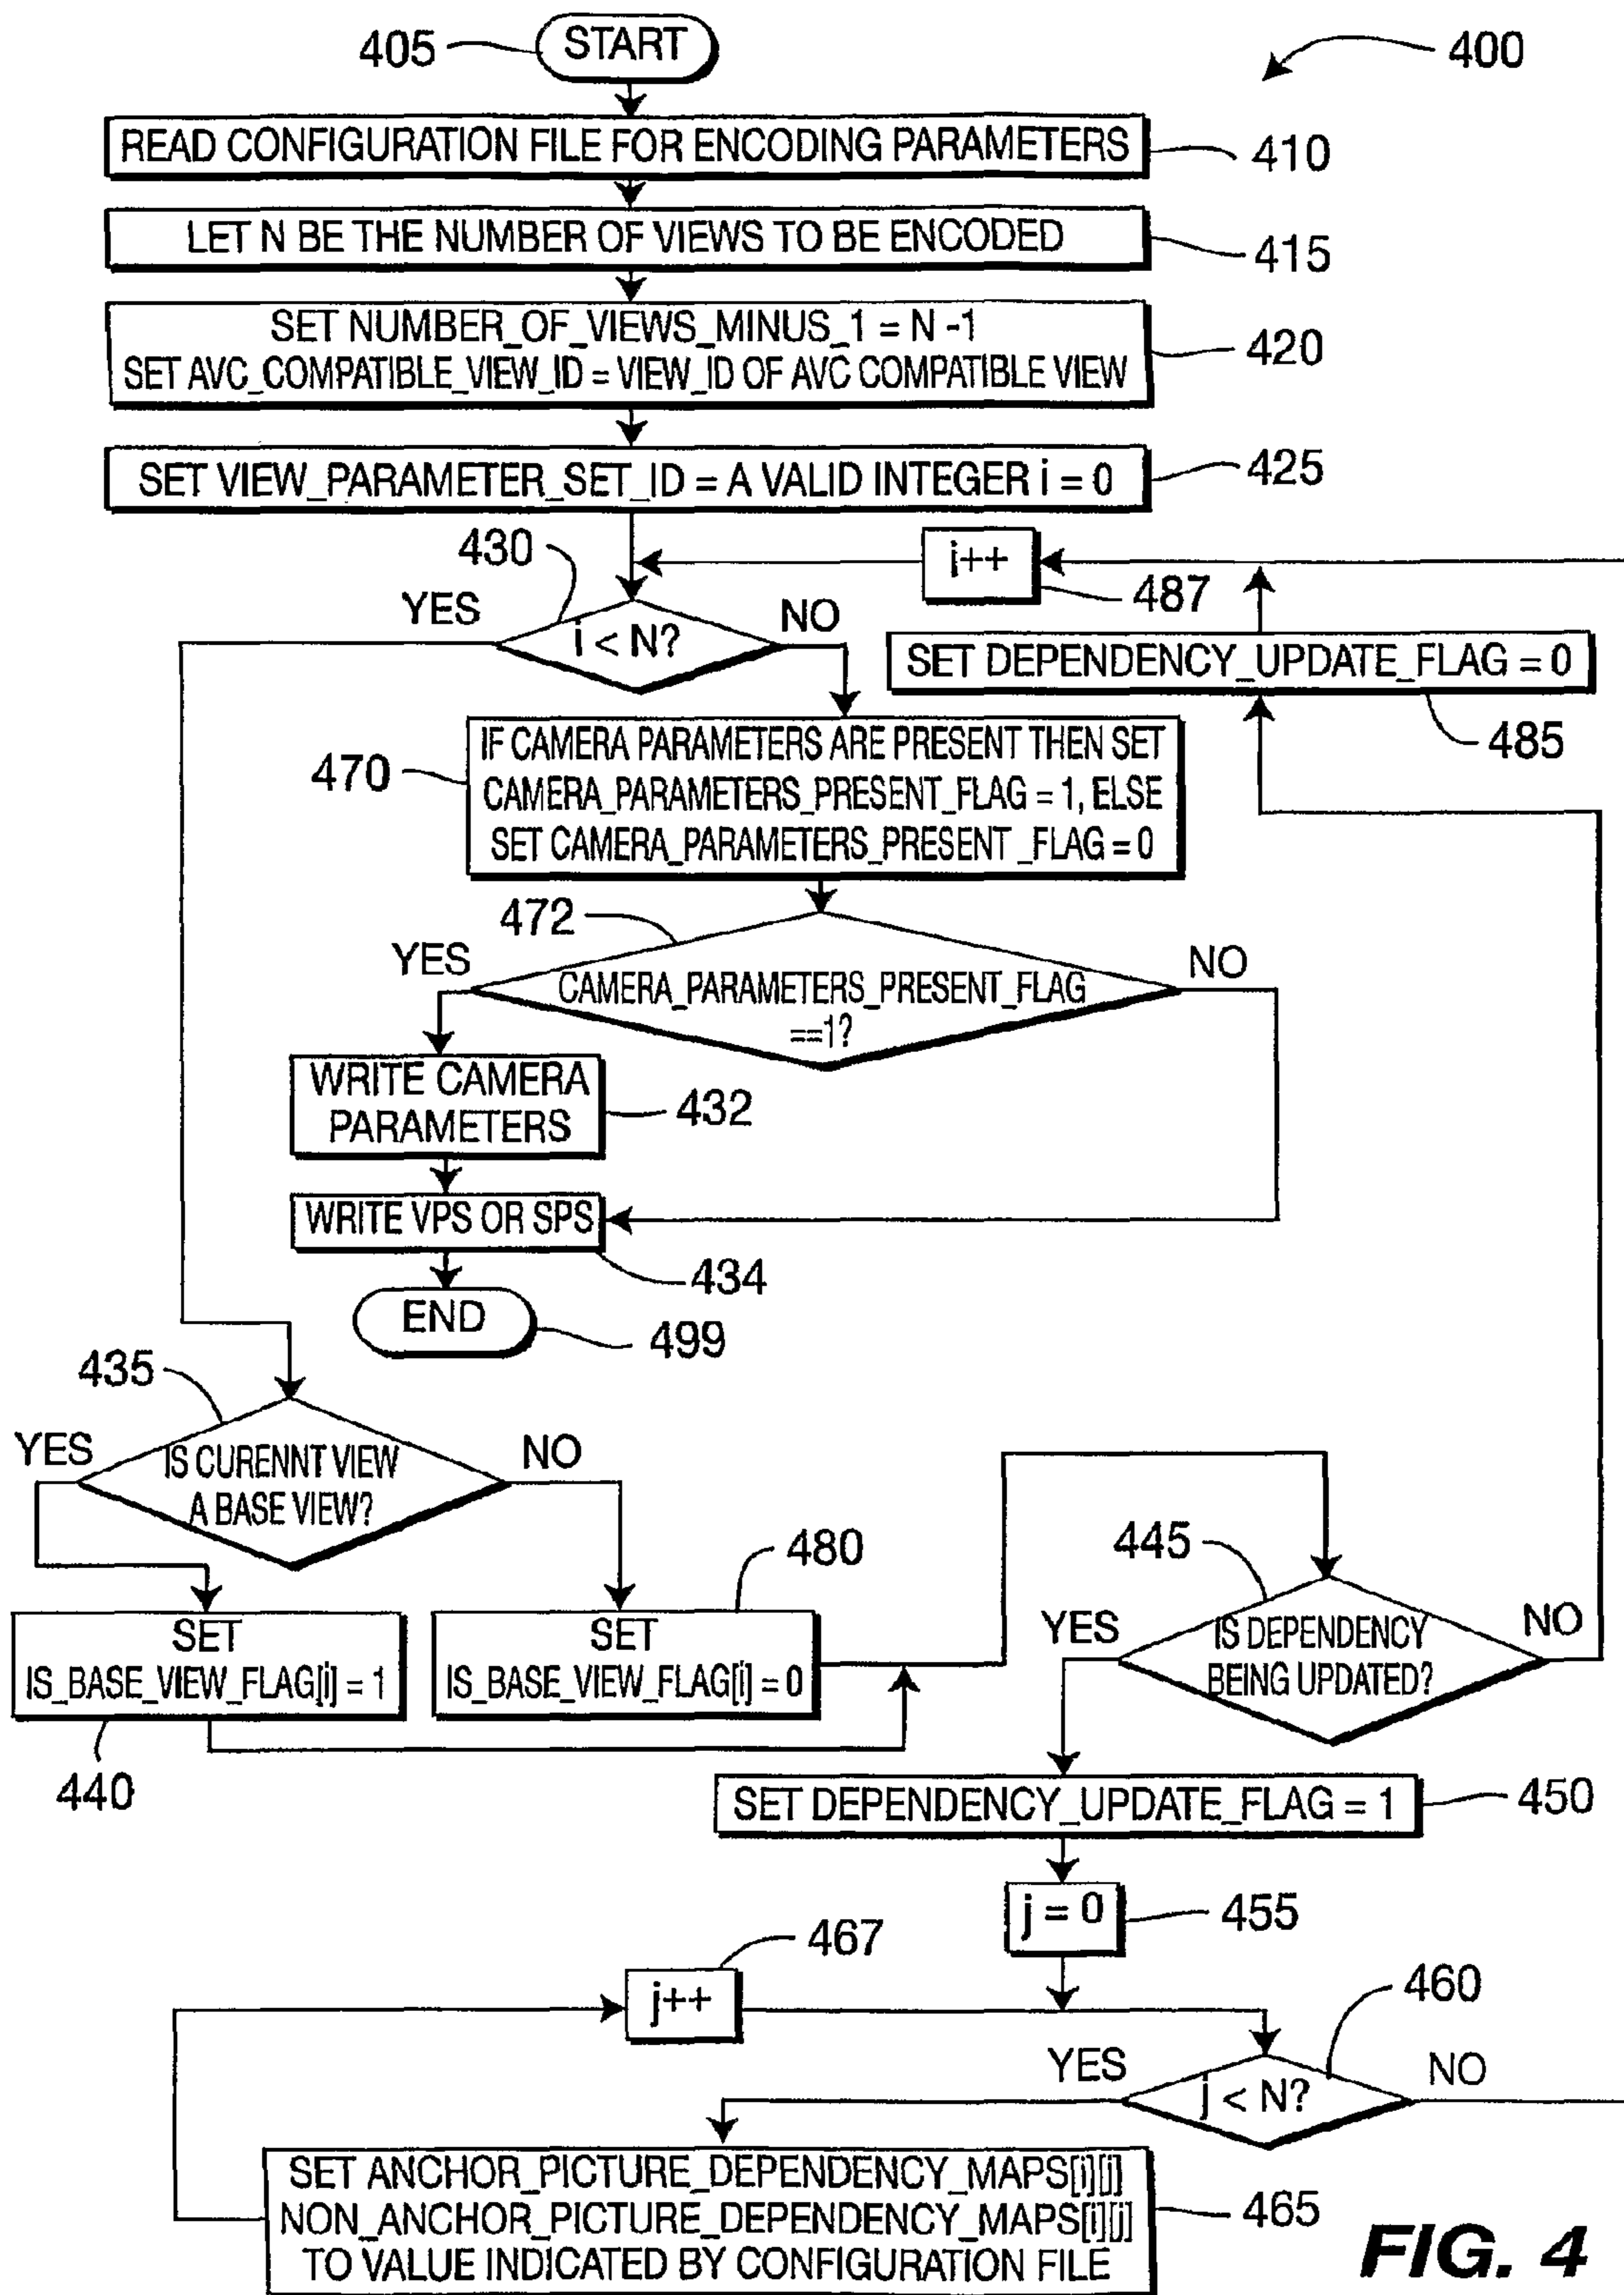 405
START
400
READ CONFIGURATION FILE FOR ENCODING PARAMETERS
410
LET N BE THE NUMBER OF VIEWS TO BE ENCODED
415
SET NUMBER_OF_VIEWS_MINUS_1 = N -1
SET AVC_COMPATIBLE_VIEW_ID = VIEW_ID OF AVC COMPATIBLE VIEW
420
SET VIEW_PARAMETER_SET_ID = A VALID INTEGER i = 0
425
430
i++
487
YES
i < N?
NO
SET DEPENDENCY_UPDATE_FLAG = 0
485
470
IF CAMERA PARAMETERS ARE PRESENT THEN SET
CAMERA_PARAMETERS_PRESENT_FLAG = 1, ELSE
SET CAMERA_PARAMETERS_PRESENT _FLAG = 0
472
YES
CAMERA_PARAMETERS_PRESENT_FLAG
==1?
NO
WRITE CAMERA
PARAMETERS
432
WRITE VPS OR SPS
434
END
499
435
YES
IS CURENNT VIEW
A BASE VIEW?
NO
480
445
SET
IS_BASE_VIEW_FLAG[i] = 1
440
SET
IS_BASE_VIEW_FLAG[i] = 0
YES
IS DEPENDENCY
BEING UPDATED?
NO
SET DEPENDENCY_UPDATE_FLAG = 1
450
j = 0
455
467
j++
460
YES
j < N?
NO
SET ANCHOR_PICTURE_DEPENDENCY_MAPS[i][j]
NON_ANCHOR_PICTURE_DEPENDENCY_MAPS[i][j]
TO VALUE INDICATED BY CONFIGURATION FILE
465
FIG. 4